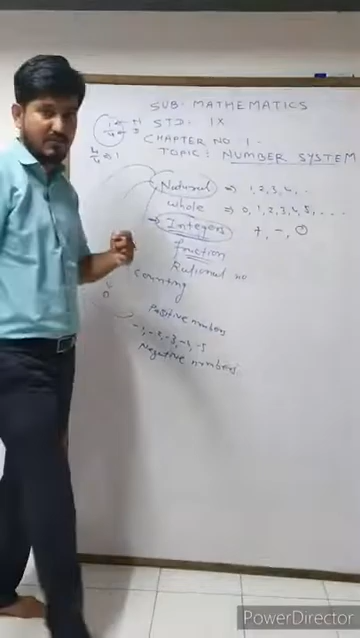 SUB: MATHEMATICS
STD: IX
CHAPTER NO 1.
TOPIC: NUMBER SYSTEM
Natural ⇒ 1, 2, 3, 4, ..
whole ⇒ 0, 1, 2, 3, 4, 5, ....
→ Integers +, -, 0
friction
Rational no
counting
Positive numbers
Negative numbers
PowerDirector